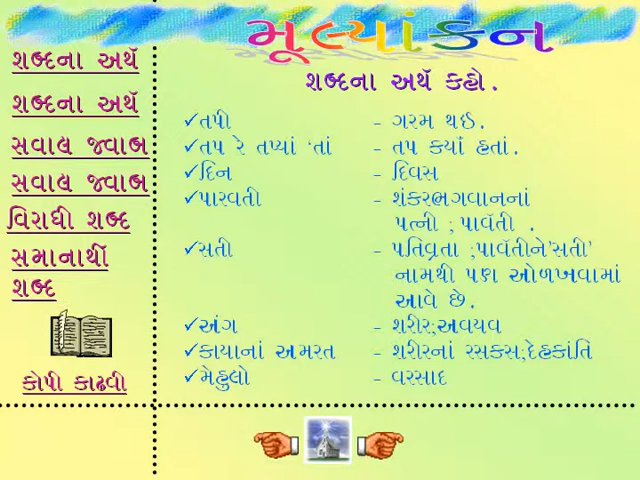 મૂલ્યાંકન
શબ્દના અર્થ
શબ્દના અર્થ
સવાલ જ્વાબ
સવાલ જ્વાબ
વિરાધી શબ્દ
સમાનાર્થી
શબ્દ
કોપી કાઢવી
શબ્દના અર્થ કહો.
✓તપી - ગરમ થઈ.
✓તપ રે તપ્યાં 'તાં - તપ કર્યાં હતાં.
✓દિન - દિવસ
✓પારવતી - શંકરભગવાનનાં
પત્ની ; પાર્વતી .
✓સતી - પતિવ્રતા ;પાર્વતીને'સતી'
નામથી પણ ઓળખવામાં
આવે છે.
✓અંગ - શરીર;અવયવ
✓કાયાનાં અમરત - શરીરનાં રસકસ;દેહકાંતિ
✓મેહુલો - વરસાદ